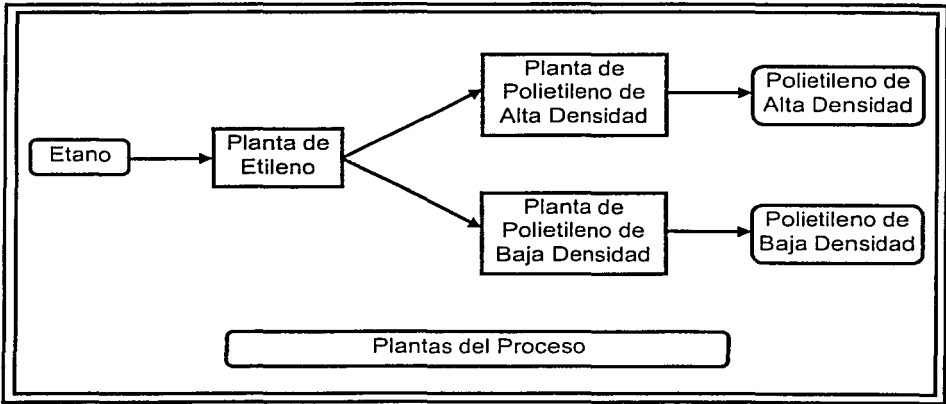 Etano
Planta de
Etileno
Planta de
Polietileno de
Alta Densidad
Polietileno de
Alta Densidad
Planta de
Polietileno de
Baja Densidad
Polietileno de
Baja Densidad
Plantas del Proceso